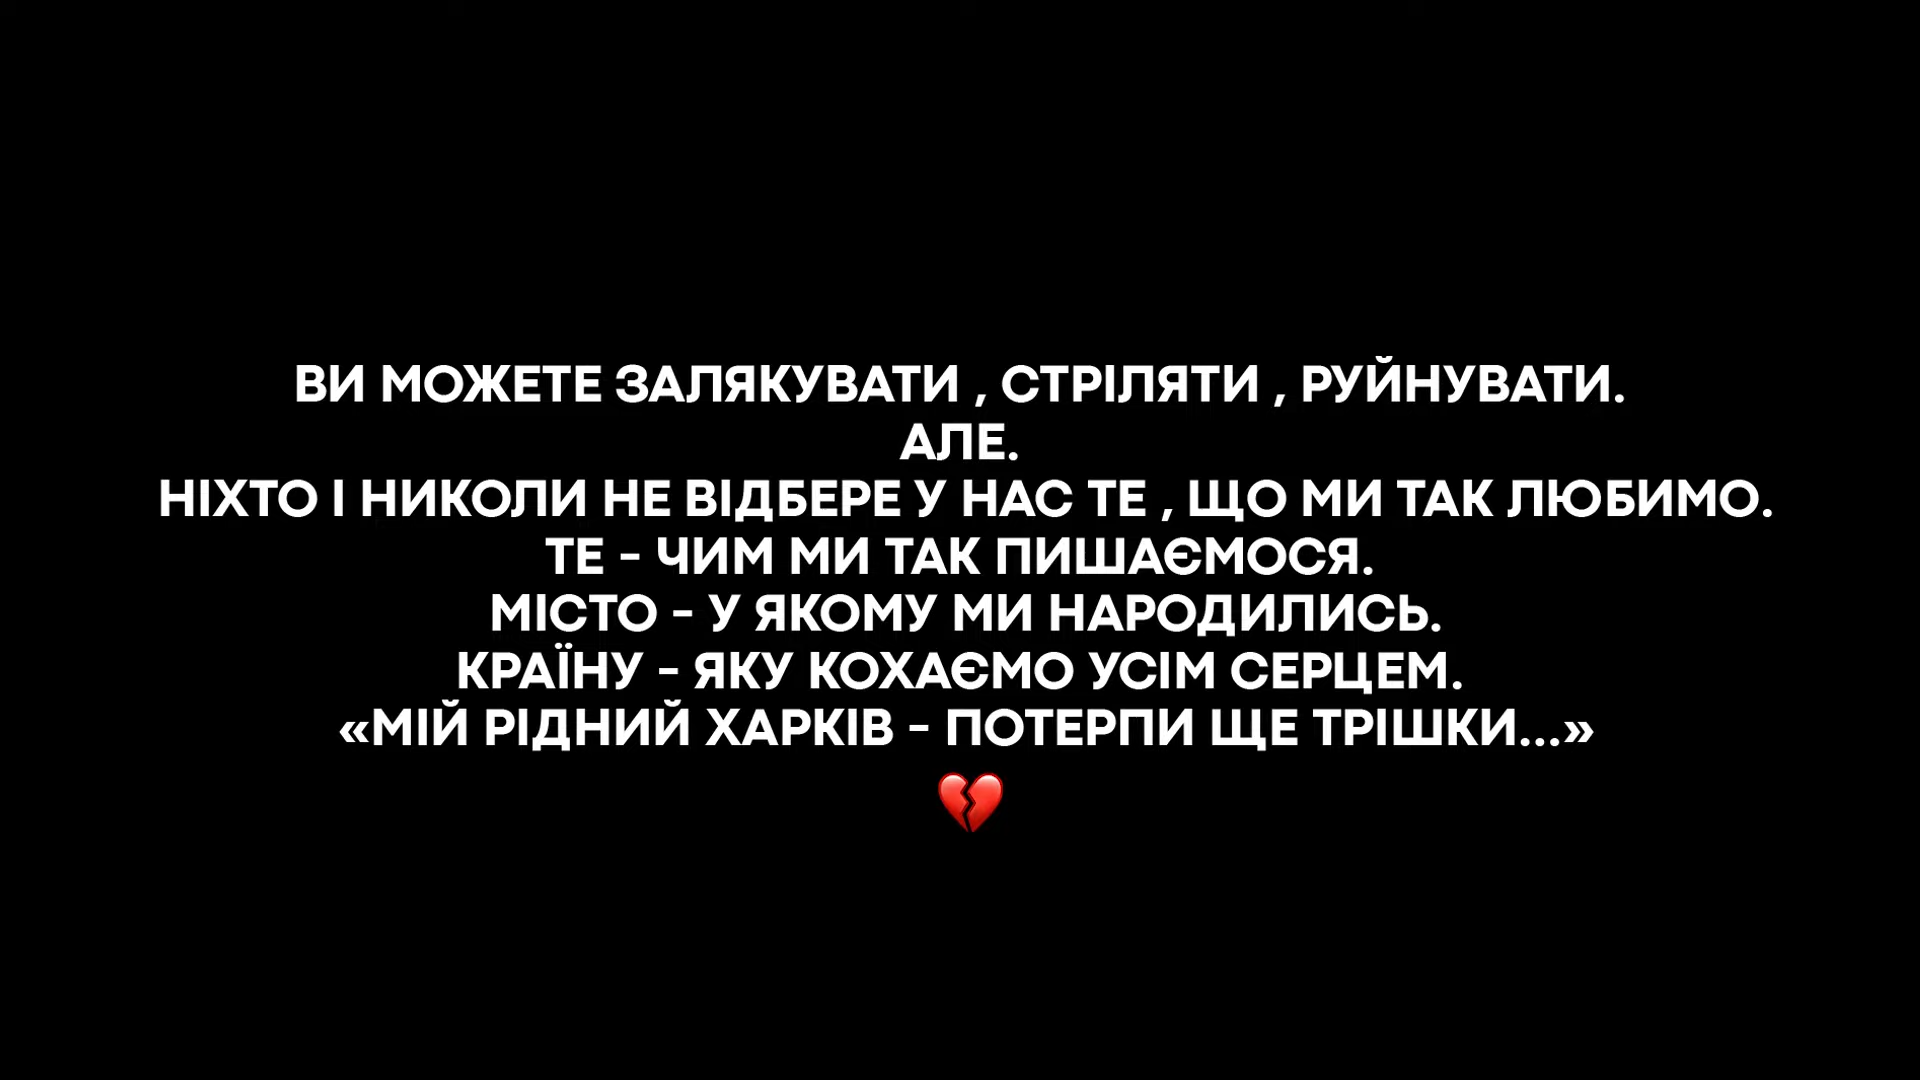 ВИ МОЖЕТЕ ЗАЛЯКУВАТИ , СТРІЛЯТИ , РУЙНУВАТИ.
АЛЕ.
НІХТО І НИКОЛИ НЕ ВІДБЕРЕ У НАС ТЕ , ЩО МИ ТАК ЛЮБИМО.
ТЕ - ЧИМ МИ ТАК ПИШАЄМОСЯ.
МІСТО - У ЯКОМУ МИ НАРОДИЛИСЬ.
КРАЇНУ - ЯКУ КОХАЄМО УСІМ СЕРЦЕМ.
«МІЙ РІДНИЙ ХАРКІВ - ПОТЕРПИ ЩЕ ТРІШКИ...»
💔